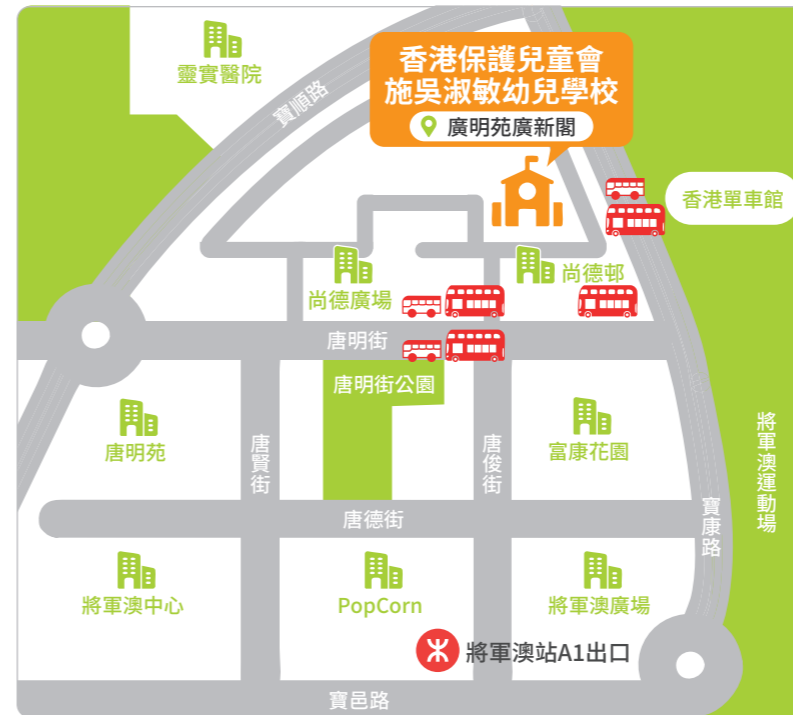 靈實醫院
寶順路
香港保護兒童會
施吳淑敏幼兒學校
廣明苑廣新閣
香港單車館
尚德廣場
尚德邨
唐明街
唐明街公園
唐明苑
唐賢街
唐俊街
富康花園
將軍澳運動場
寶康路
唐德街
將軍澳中心
PopCorn
將軍澳廣場
將軍澳站A1出口
寶邑路